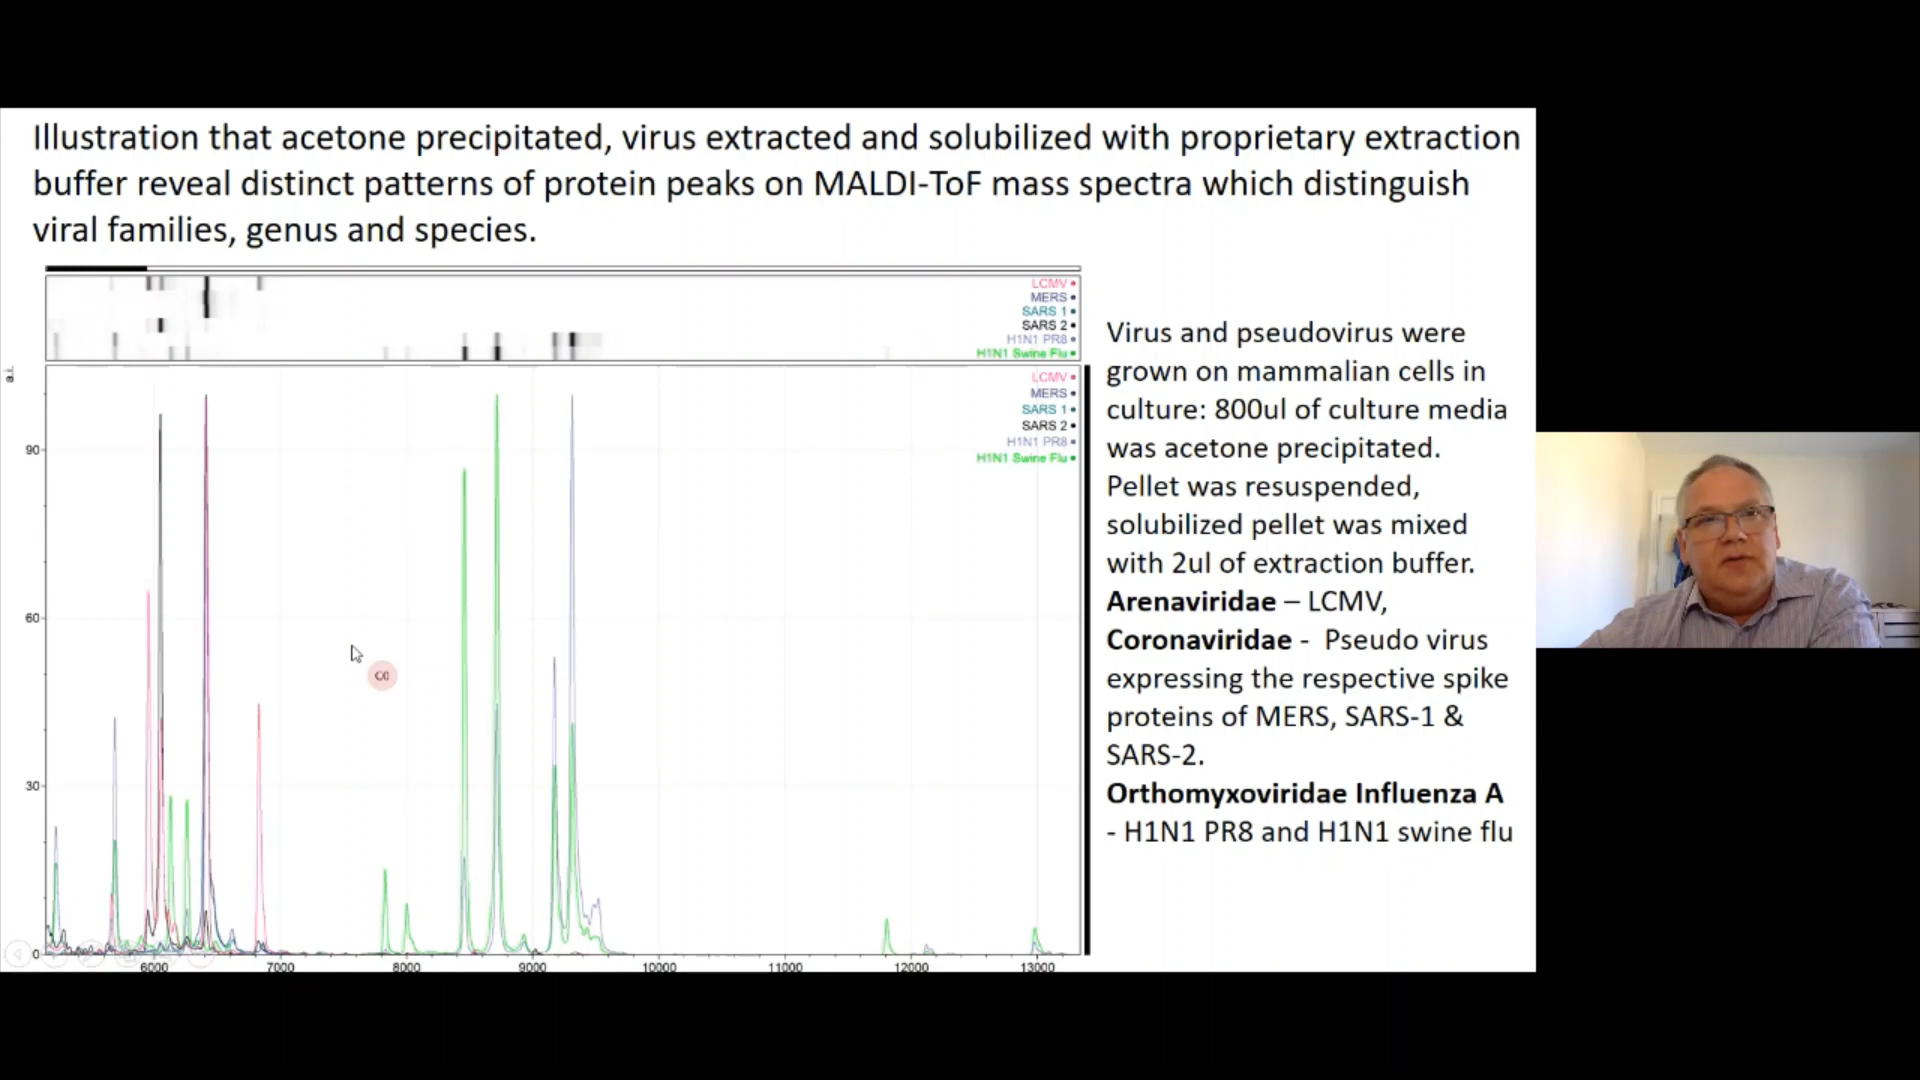 Illustration that acetone precipitated, virus extracted and solubilized with proprietary extraction
buffer reveal distinct patterns of protein peaks on MALDI-ToF mass spectra which distinguish
viral families, genus and species.
LCMV
MERS
SARS 1
SARS 2
H1N1 PR8
H1N1 Swine Flu
a.i.
LCMV
MERS
SARS 1
SARS 2
H1N1 PR8
H1N1 Swine Flu
90
60
30
0
6000 7000 8000 9000 10000 11000 12000 13000
Virus and pseudovirus were
grown on mammalian cells in
culture: 800ul of culture media
was acetone precipitated.
Pellet was resuspended,
solubilized pellet was mixed
with 2ul of extraction buffer.
Arenaviridae – LCMV,
Coronaviridae - Pseudo virus
expressing the respective spike
proteins of MERS, SARS-1 &
SARS-2.
Orthomyxoviridae Influenza A
- H1N1 PR8 and H1N1 swine flu